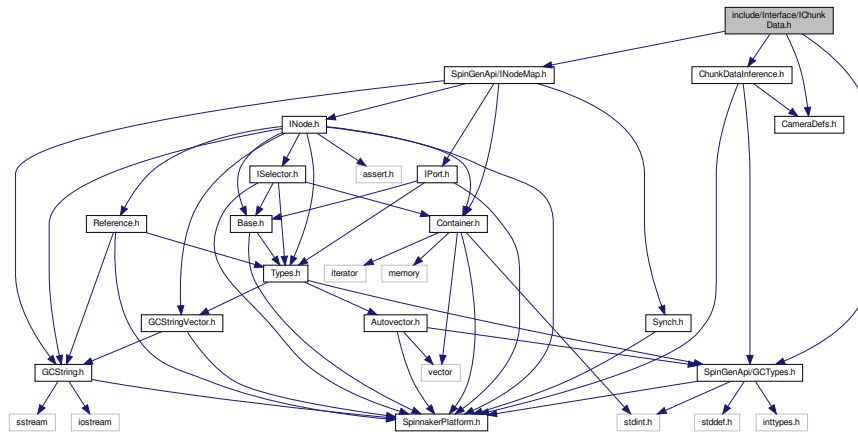 include/Interface/IChunk
Data.h
SpinGenApi/INodeMap.h
ChunkDataInference.h
INode.h
CameraDefs.h
ISelector.h
assert.h
IPort.h
Reference.h
Base.h
Container.h
Types.h
iterator
memory
GCStringVector.h
Autovector.h
Synch.h
GCString.h
vector
SpinGenApi/GCTypes.h
sstream
iostream
SpinnakerPlatform.h
stdint.h
stddef.h
inttypes.h